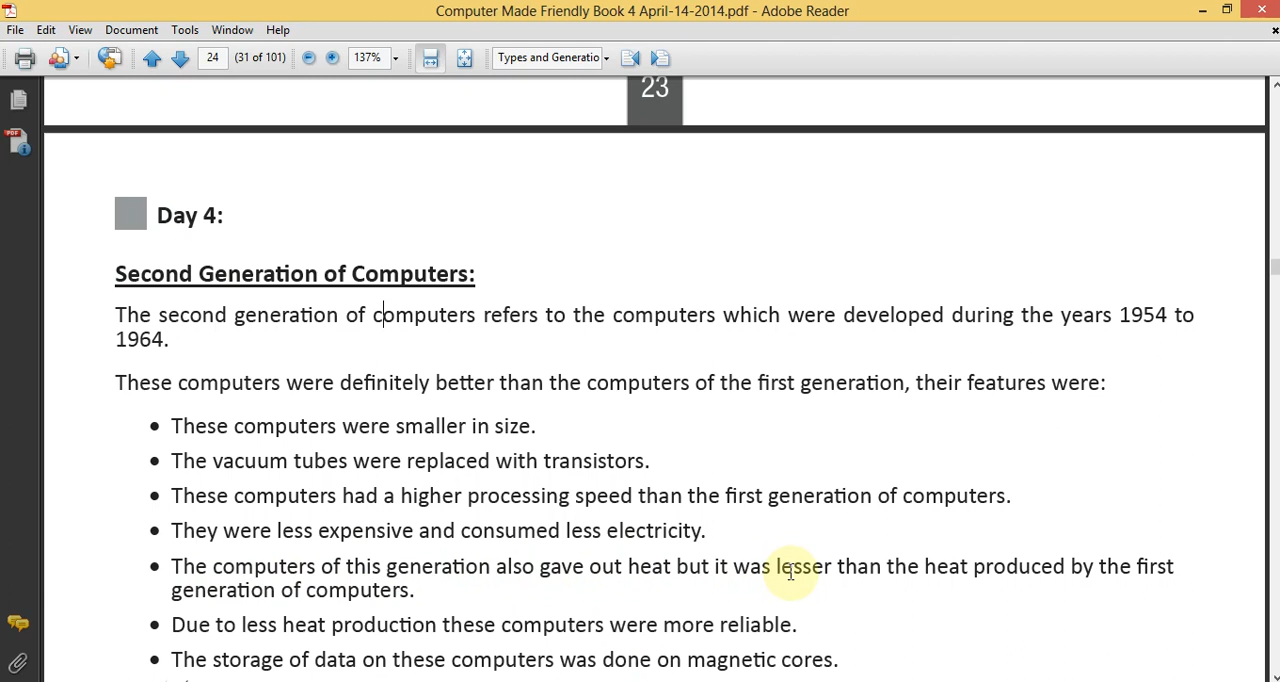 Computer Made Friendly Book 4 April-14-2014.pdf - Adobe Reader
File Edit View Document Tools Window Help
24 (31 of 101) 137% Types and Generatio
23
Day 4:
Second Generation of Computers:
The second generation of computers refers to the computers which were developed during the years 1954 to
1964.
These computers were definitely better than the computers of the first generation, their features were:
• These computers were smaller in size.
• The vacuum tubes were replaced with transistors.
• These computers had a higher processing speed than the first generation of computers.
• They were less expensive and consumed less electricity.
• The computers of this generation also gave out heat but it was lesser than the heat produced by the first
generation of computers.
• Due to less heat production these computers were more reliable.
• The storage of data on these computers was done on magnetic cores.